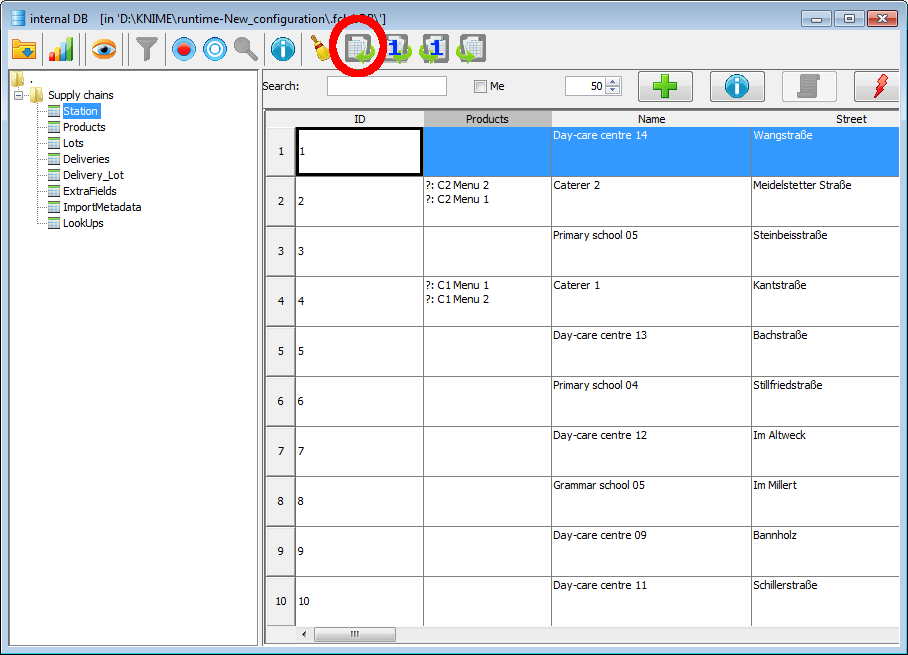 internal DB [in 'D:\KNIME\runtime-New_configuration\.fcl
Search:
Me
50
.
Supply chains
Station
Products
Lots
Deliveries
Delivery_Lot
ExtraFields
ImportMetadata
LookUps
ID Products Name Street
1 1 Day-care centre 14 Wangstraße
2 2 ?: C2 Menu 2 Caterer 2 Meidelstetter Straße
?: C2 Menu 1
3 3 Primary school 05 Steinbeisstraße
4 4 ?: C1 Menu 1 Caterer 1 Kantstraße
?: C1 Menu 2
5 5 Day-care centre 13 Bachstraße
6 6 Primary school 04 Stillfriedstraße
7 7 Day-care centre 12 Im Altweck
8 8 Grammar school 05 Im Millert
9 9 Day-care centre 09 Bannholz
10 10 Day-care centre 11 Schillerstraße